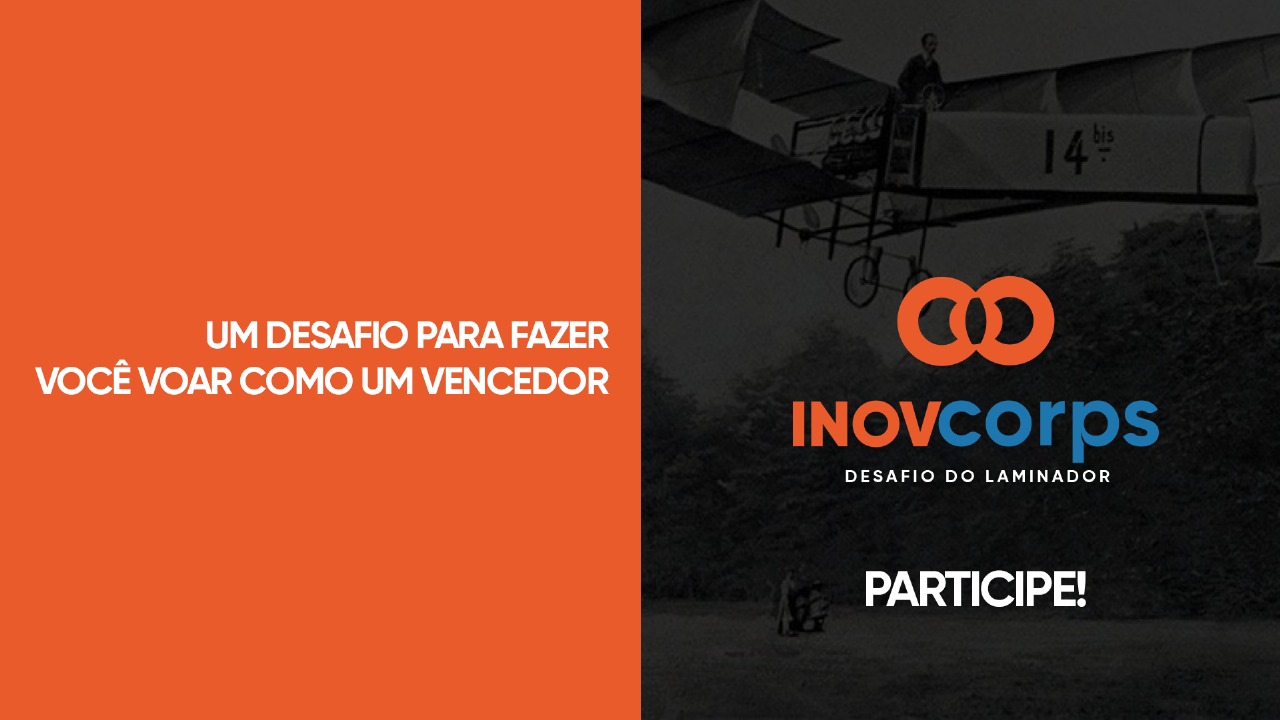 UM DESAFIO PARA FAZER
VOCÊ VOAR COMO UM VENCEDOR
14 bis
INOVcorps
DESAFIO DO LAMINADOR
PARTICIPE!